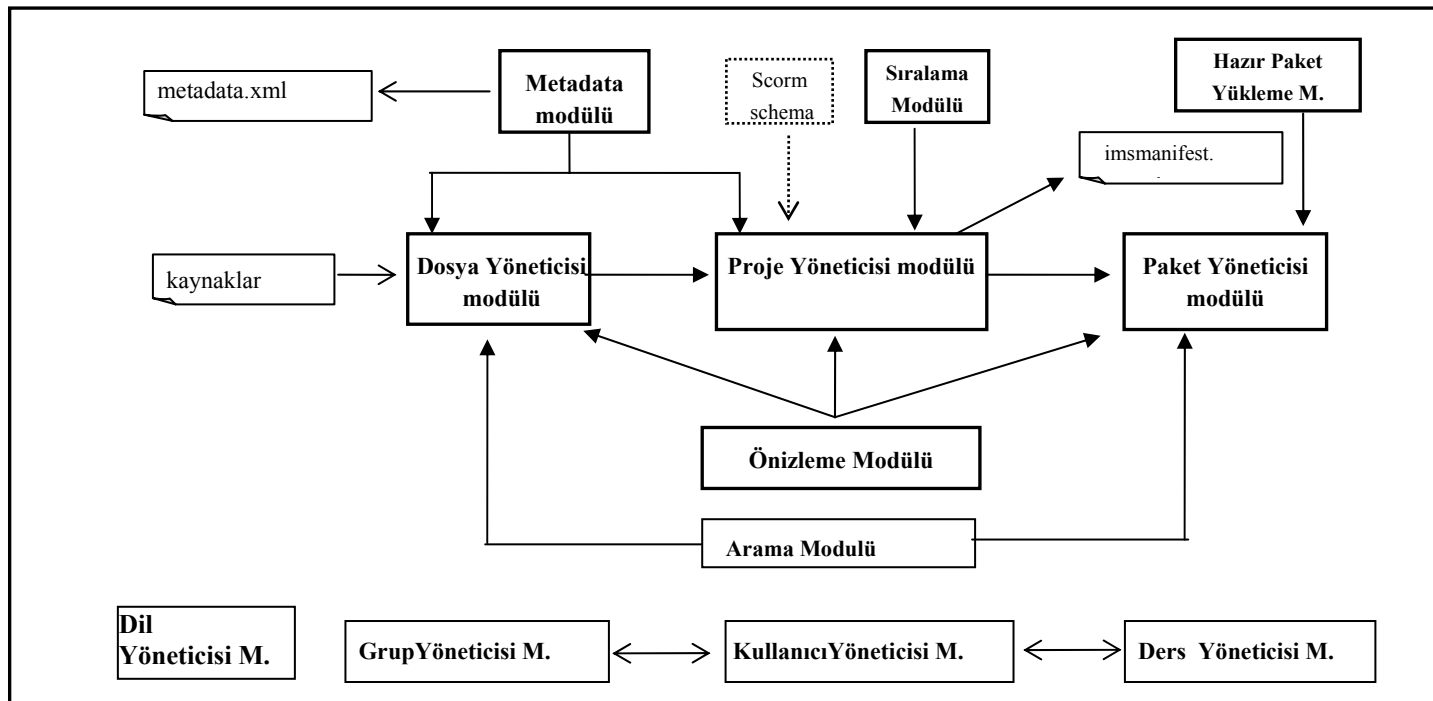 metadata.xml
Metadata
modülü
Scorm
schema
Sıralama
Modülü
Hazır Paket
Yükleme M.
imsmanifest.
kaynaklar
Dosya Yöneticisi
modülü
Proje Yöneticisi modülü
Paket Yöneticisi
modülü
Önizleme Modülü
Arama Modulü
Dil
Yöneticisi M.
GrupYöneticisi M.
KullanıcıYöneticisi M.
Ders Yöneticisi M.